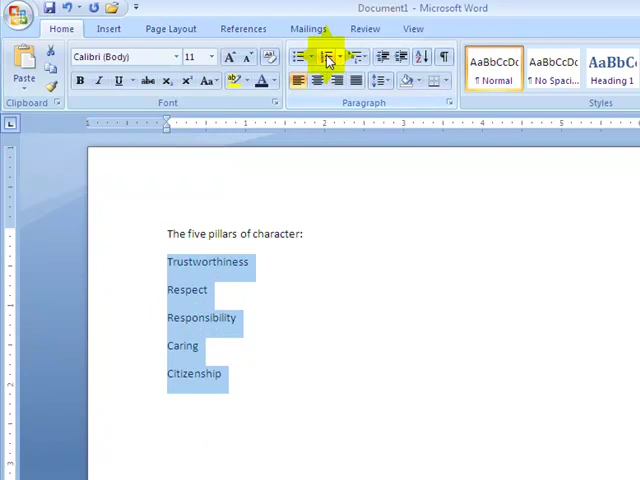 Document1 - Microsoft Word
Home Insert Page Layout References Mailings Review View
Calibri (Body) 11
Paste
AaBbCcDc AaBbCcDc AaBbC
¶ Normal ¶ No Spaci... Heading 1
Clipboard Font Paragraph Styles
The five pillars of character:
Trustworthiness
Respect
Responsibility
Caring
Citizenship